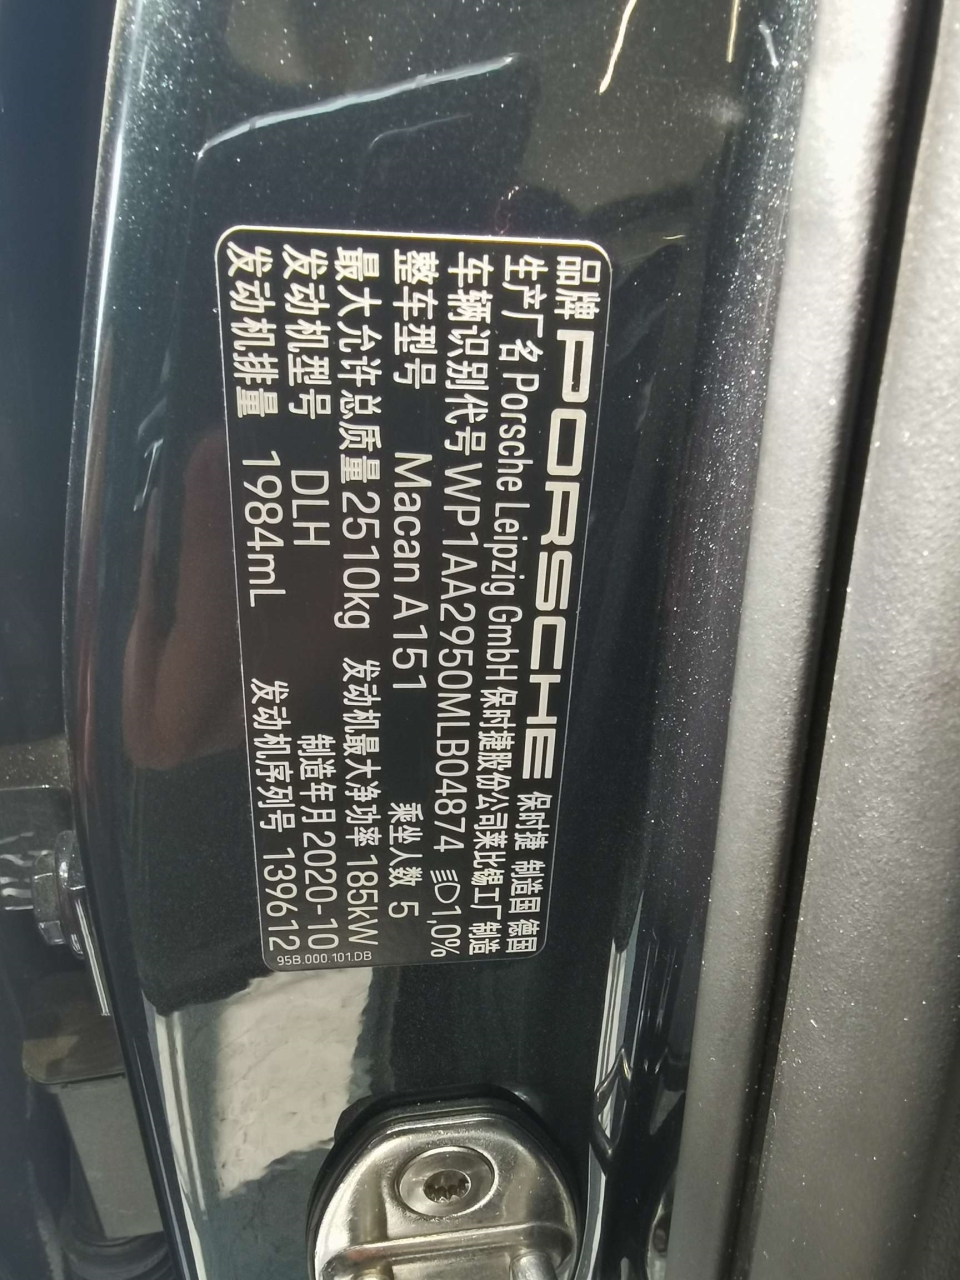 品牌 PORSCHE 保时捷 制造国 德国
生产厂名 Porsche Leipzig GmbH 保时捷股份公司莱比锡工厂 制造
车辆识别代号 WP1AA2950MLB04874 1,0%
整车型号 Macan A151 乘坐人数 5
最大允许总质量 2510kg 发动机最大净功率 185kW
发动机型号 DLH 制造年月 2020-10
发动机排量 1984mL 发动机序列号 139612
95B.000.101.DB